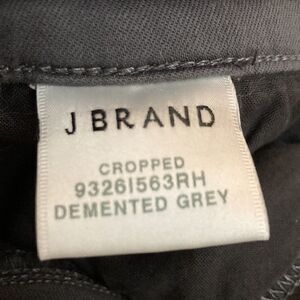 J BRAND
CROPPED
9326I563RH
DEMENTED GREY